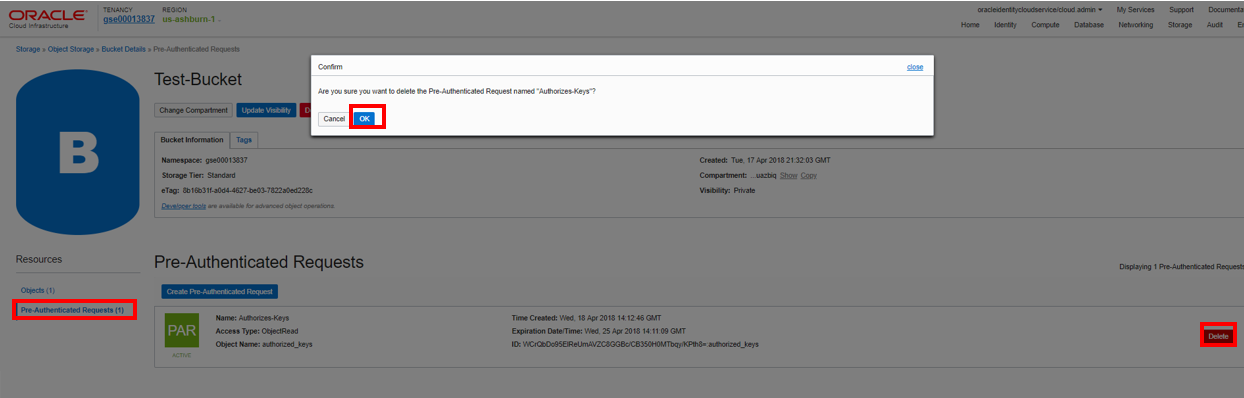 ORACLE
Cloud Infrastructure
TENANCY
gse00013837
REGION
us-ashburn-1
oracleidentitycloudservice/cloud.admin My Services Support Documenta
Home Identity Compute Database Networking Storage Audit
Storage » Object Storage » Bucket Details » Pre-Authenticated Requests
Confirm close
Are you sure you want to delete the Pre-Authenticated Request named "Authorizes-Keys"?
Cancel OK
B
Test-Bucket
Change Compartment Update Visibility D
Bucket Information Tags
Namespace: gse00013837
Storage Tier: Standard
eTag: 8b16b31f-a0d4-4627-be03-7822a0ed228c
Developer tools are available for advanced object operations.
Created: Tue, 17 Apr 2018 21:32:03 GMT
Compartment: ...uazbiq Show Copy
Visibility: Private
Resources
Objects (1)
Pre-Authenticated Requests (1)
Pre-Authenticated Requests
Displaying 1 Pre-Authenticated Requests
Create Pre-Authenticated Request
PAR
ACTIVE
Name: Authorizes-Keys
Access Type: ObjectRead
Object Name: authorized_keys
Time Created: Wed, 18 Apr 2018 14:12:46 GMT
Expiration Date/Time: Wed, 25 Apr 2018 14:11:09 GMT
ID: WCrQbDo95ElReUmAVZC8GGBc/CB350H0MTbqy/KPth8=:authorized_keys
Delete